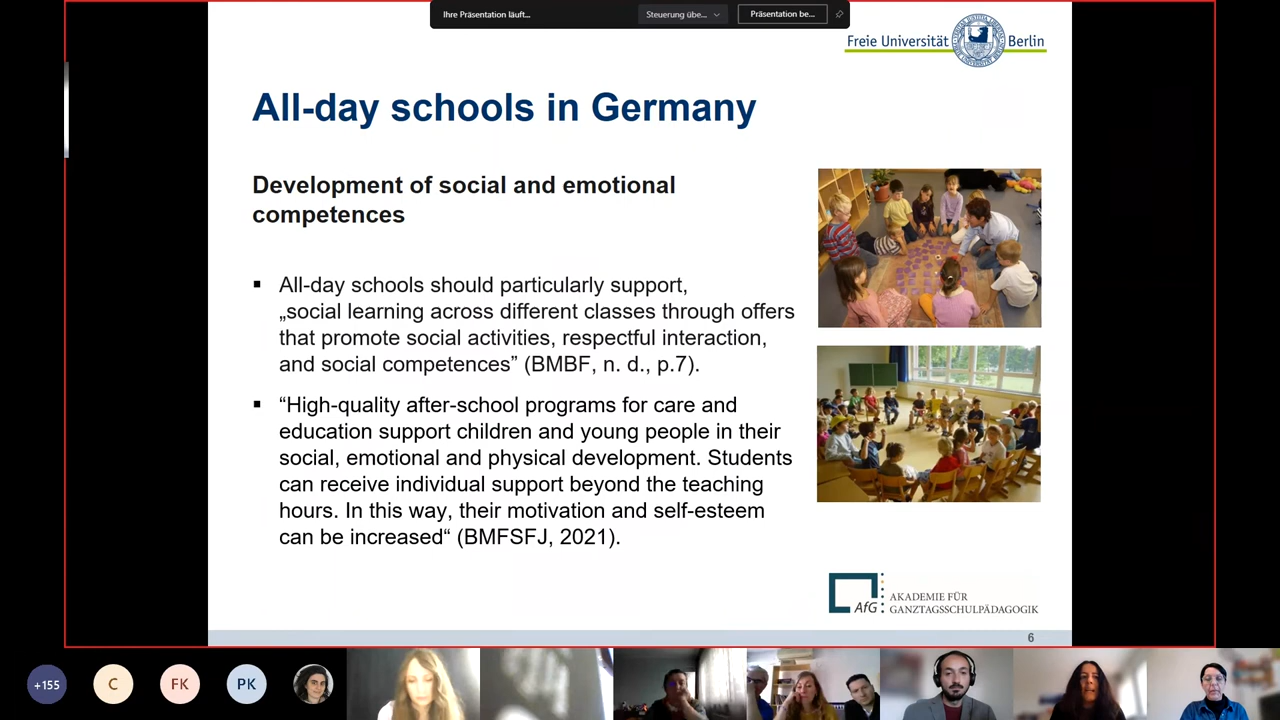 Ihre Präsentation läuft...
Steuerung übe...
Präsentation be...
Freie Universität Berlin
All-day schools in Germany
Development of social and emotional
competences
▪ All-day schools should particularly support,
„social learning across different classes through offers
that promote social activities, respectful interaction,
and social competences” (BMBF, n. d., p.7).
▪ “High-quality after-school programs for care and
education support children and young people in their
social, emotional and physical development. Students
can receive individual support beyond the teaching
hours. In this way, their motivation and self-esteem
can be increased“ (BMFSFJ, 2021).
AfG
AKADEMIE FÜR
GANZTAGSSCHULPÄDAGOGIK
6
+155
C
FK
PK